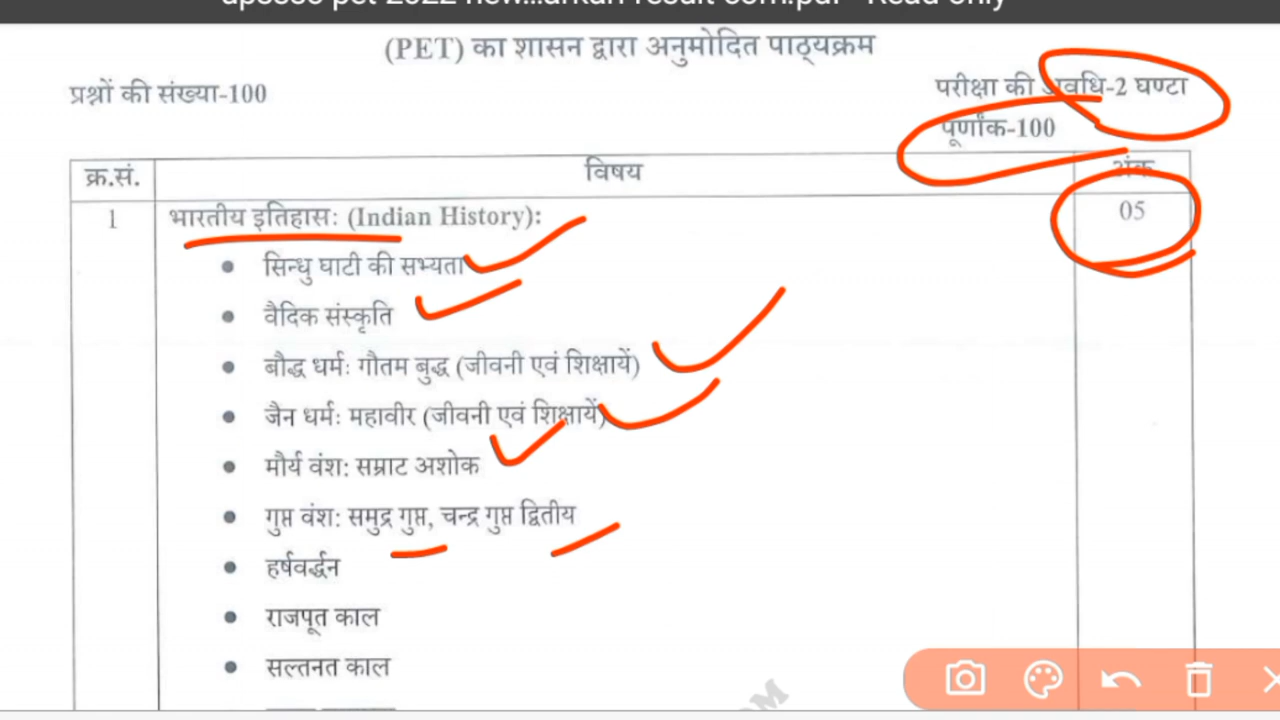 (PET) का शासन द्वारा अनुमोदित पाठ्यक्रम
प्रश्नों की संख्या-100
परीक्षा की अवधि-2 घण्टा
पूर्णांक-100
क्र.सं. विषय अंक
1 भारतीय इतिहासः (Indian History): 05
● सिन्धु घाटी की सभ्यता
● वैदिक संस्कृति
● बौद्ध धर्मः गौतम बुद्ध (जीवनी एवं शिक्षायें)
● जैन धर्मः महावीर (जीवनी एवं शिक्षायें)
● मौर्य वंश: सम्राट अशोक
● गुप्त वंश: समुद्र गुप्त, चन्द्र गुप्त द्वितीय
● हर्षवर्द्धन
● राजपूत काल
● सल्तनत काल